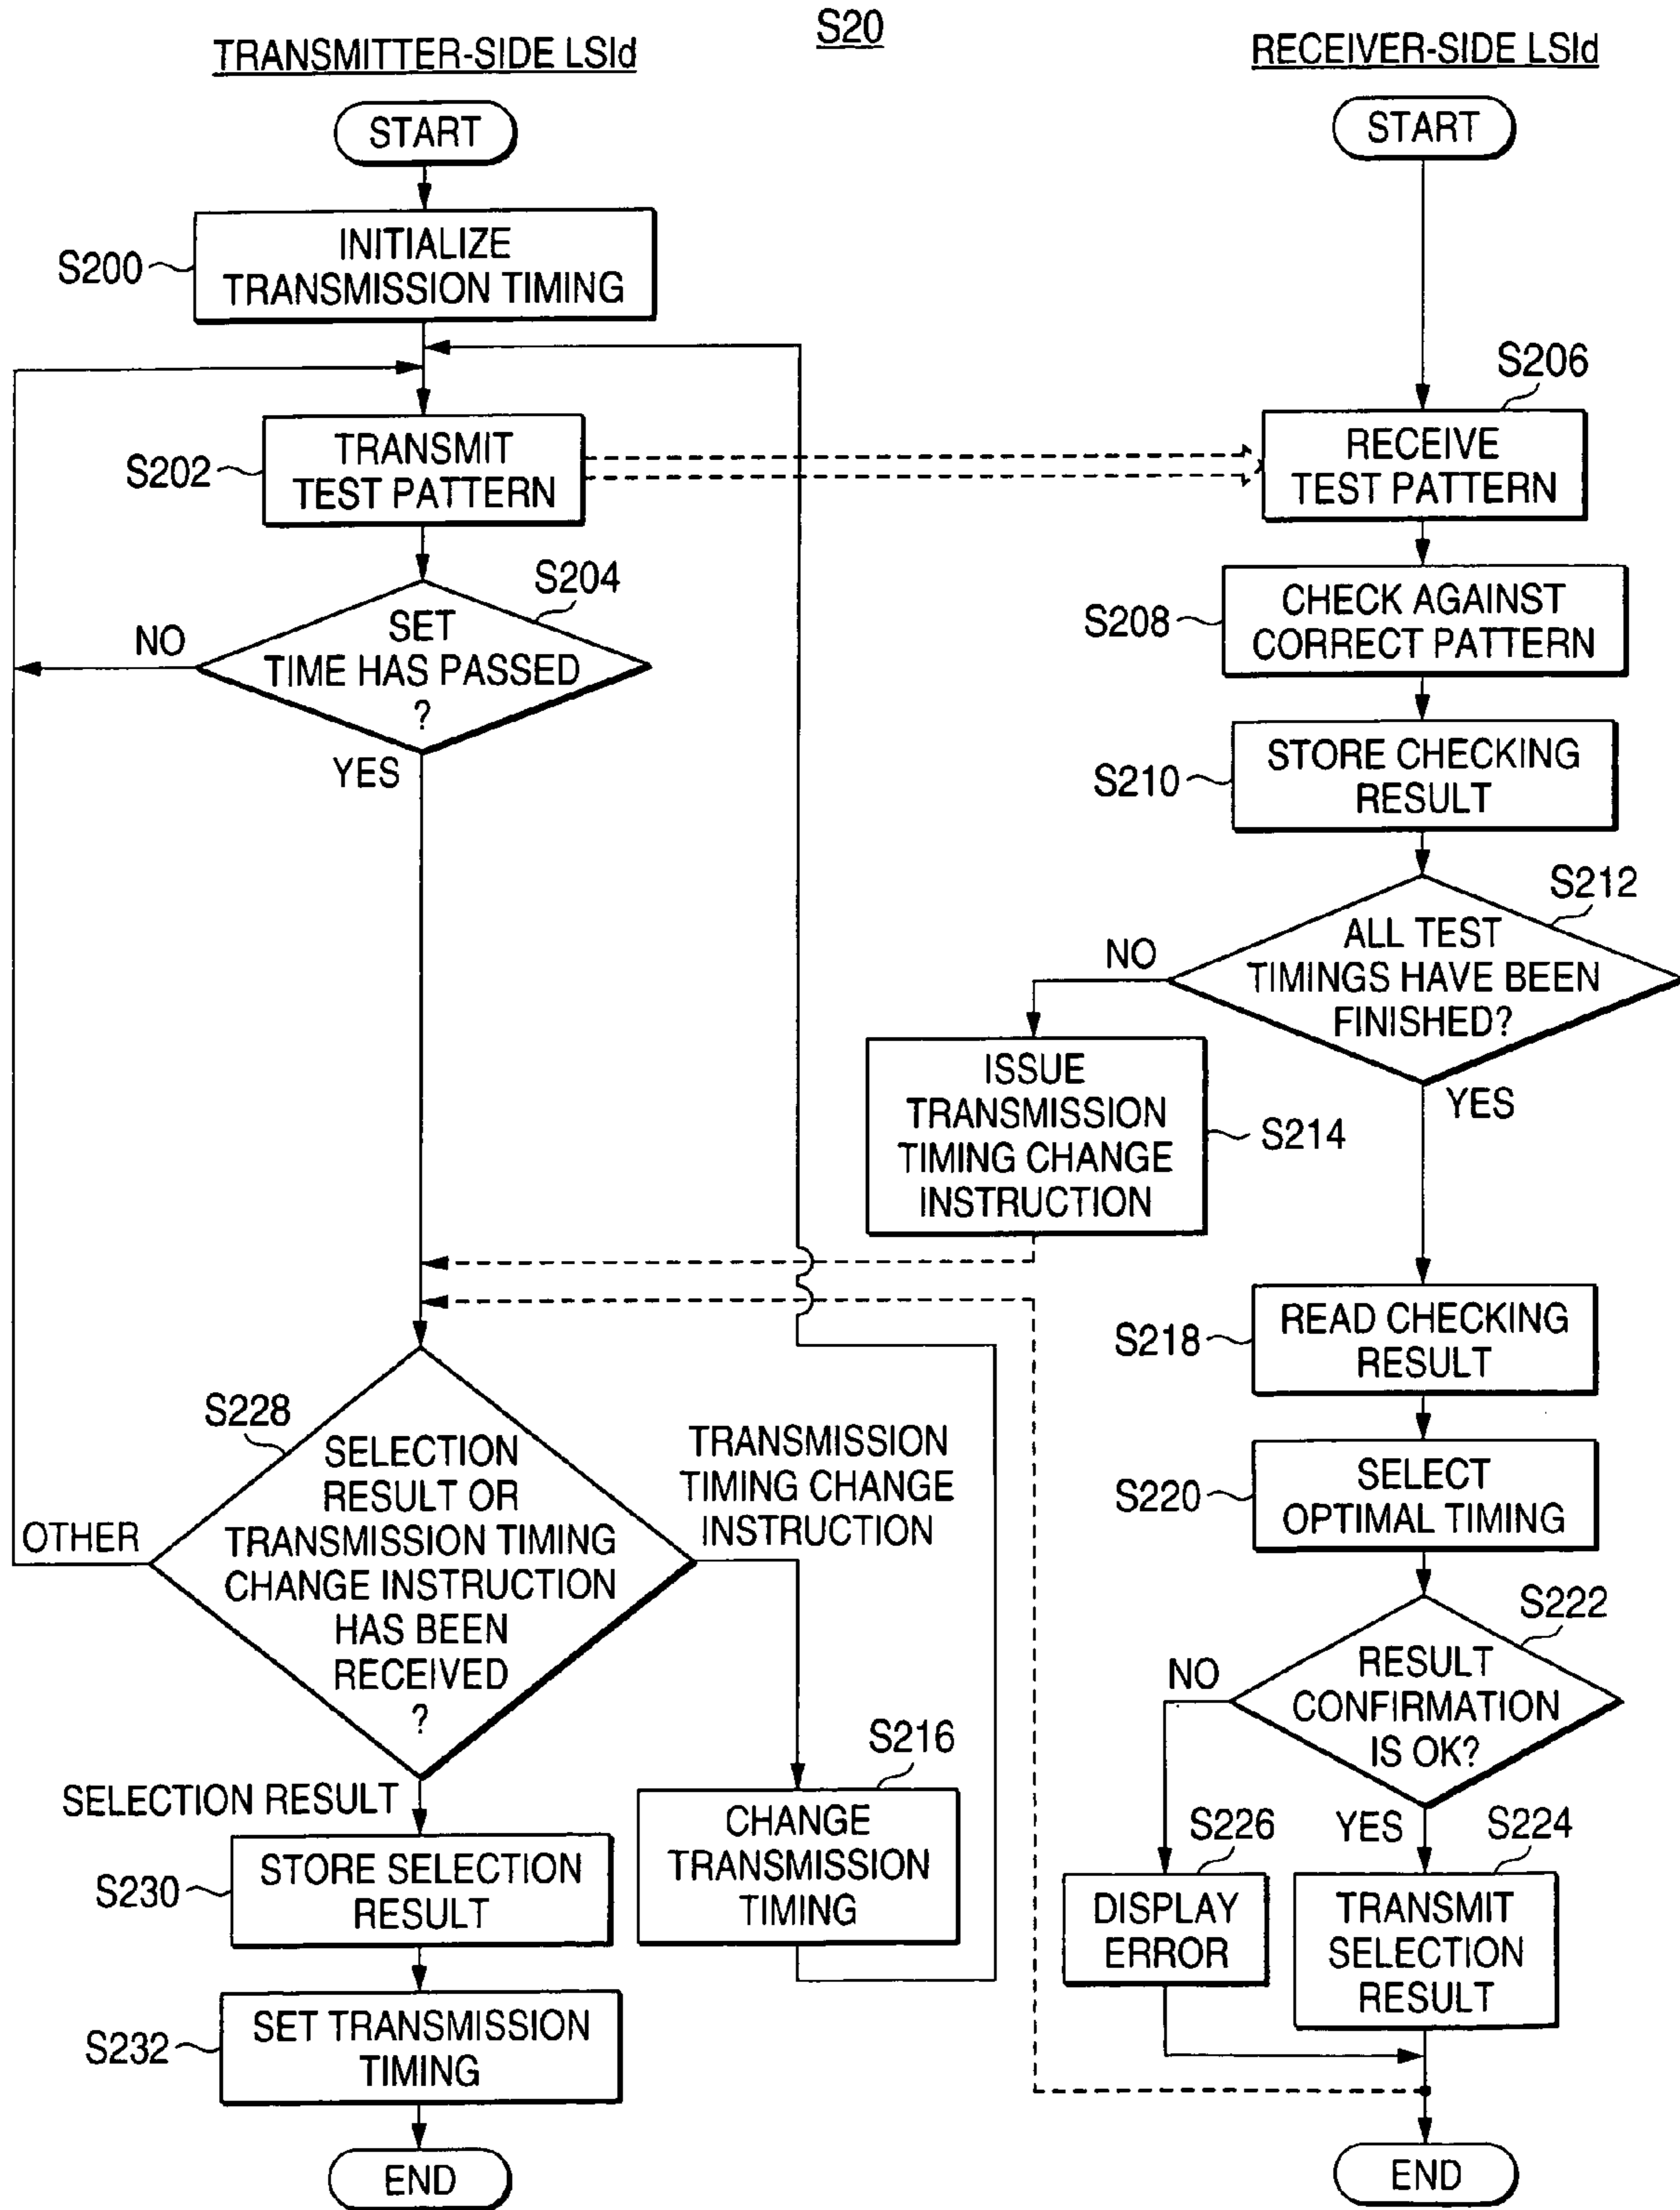 S20
TRANSMITTER-SIDE LSId
START
S200
INITIALIZE
TRANSMISSION TIMING
S202
TRANSMIT
TEST PATTERN
S204
SET
TIME HAS PASSED
?
NO
YES
S228
SELECTION
RESULT OR
TRANSMISSION TIMING
CHANGE INSTRUCTION
HAS BEEN
RECEIVED
?
OTHER
TRANSMISSION
TIMING CHANGE
INSTRUCTION
SELECTION RESULT
S216
CHANGE
TRANSMISSION
TIMING
S230
STORE SELECTION
RESULT
S232
SET TRANSMISSION
TIMING
END
RECEIVER-SIDE LSId
START
S206
RECEIVE
TEST PATTERN
S208
CHECK AGAINST
CORRECT PATTERN
S210
STORE CHECKING
RESULT
S212
ALL TEST
TIMINGS HAVE BEEN
FINISHED?
NO
YES
ISSUE
TRANSMISSION
TIMING CHANGE
INSTRUCTION
S214
S218
READ CHECKING
RESULT
S220
SELECT
OPTIMAL TIMING
S222
RESULT
CONFIRMATION
IS OK?
NO
YES
S226
DISPLAY
ERROR
S224
TRANSMIT
SELECTION
RESULT
END